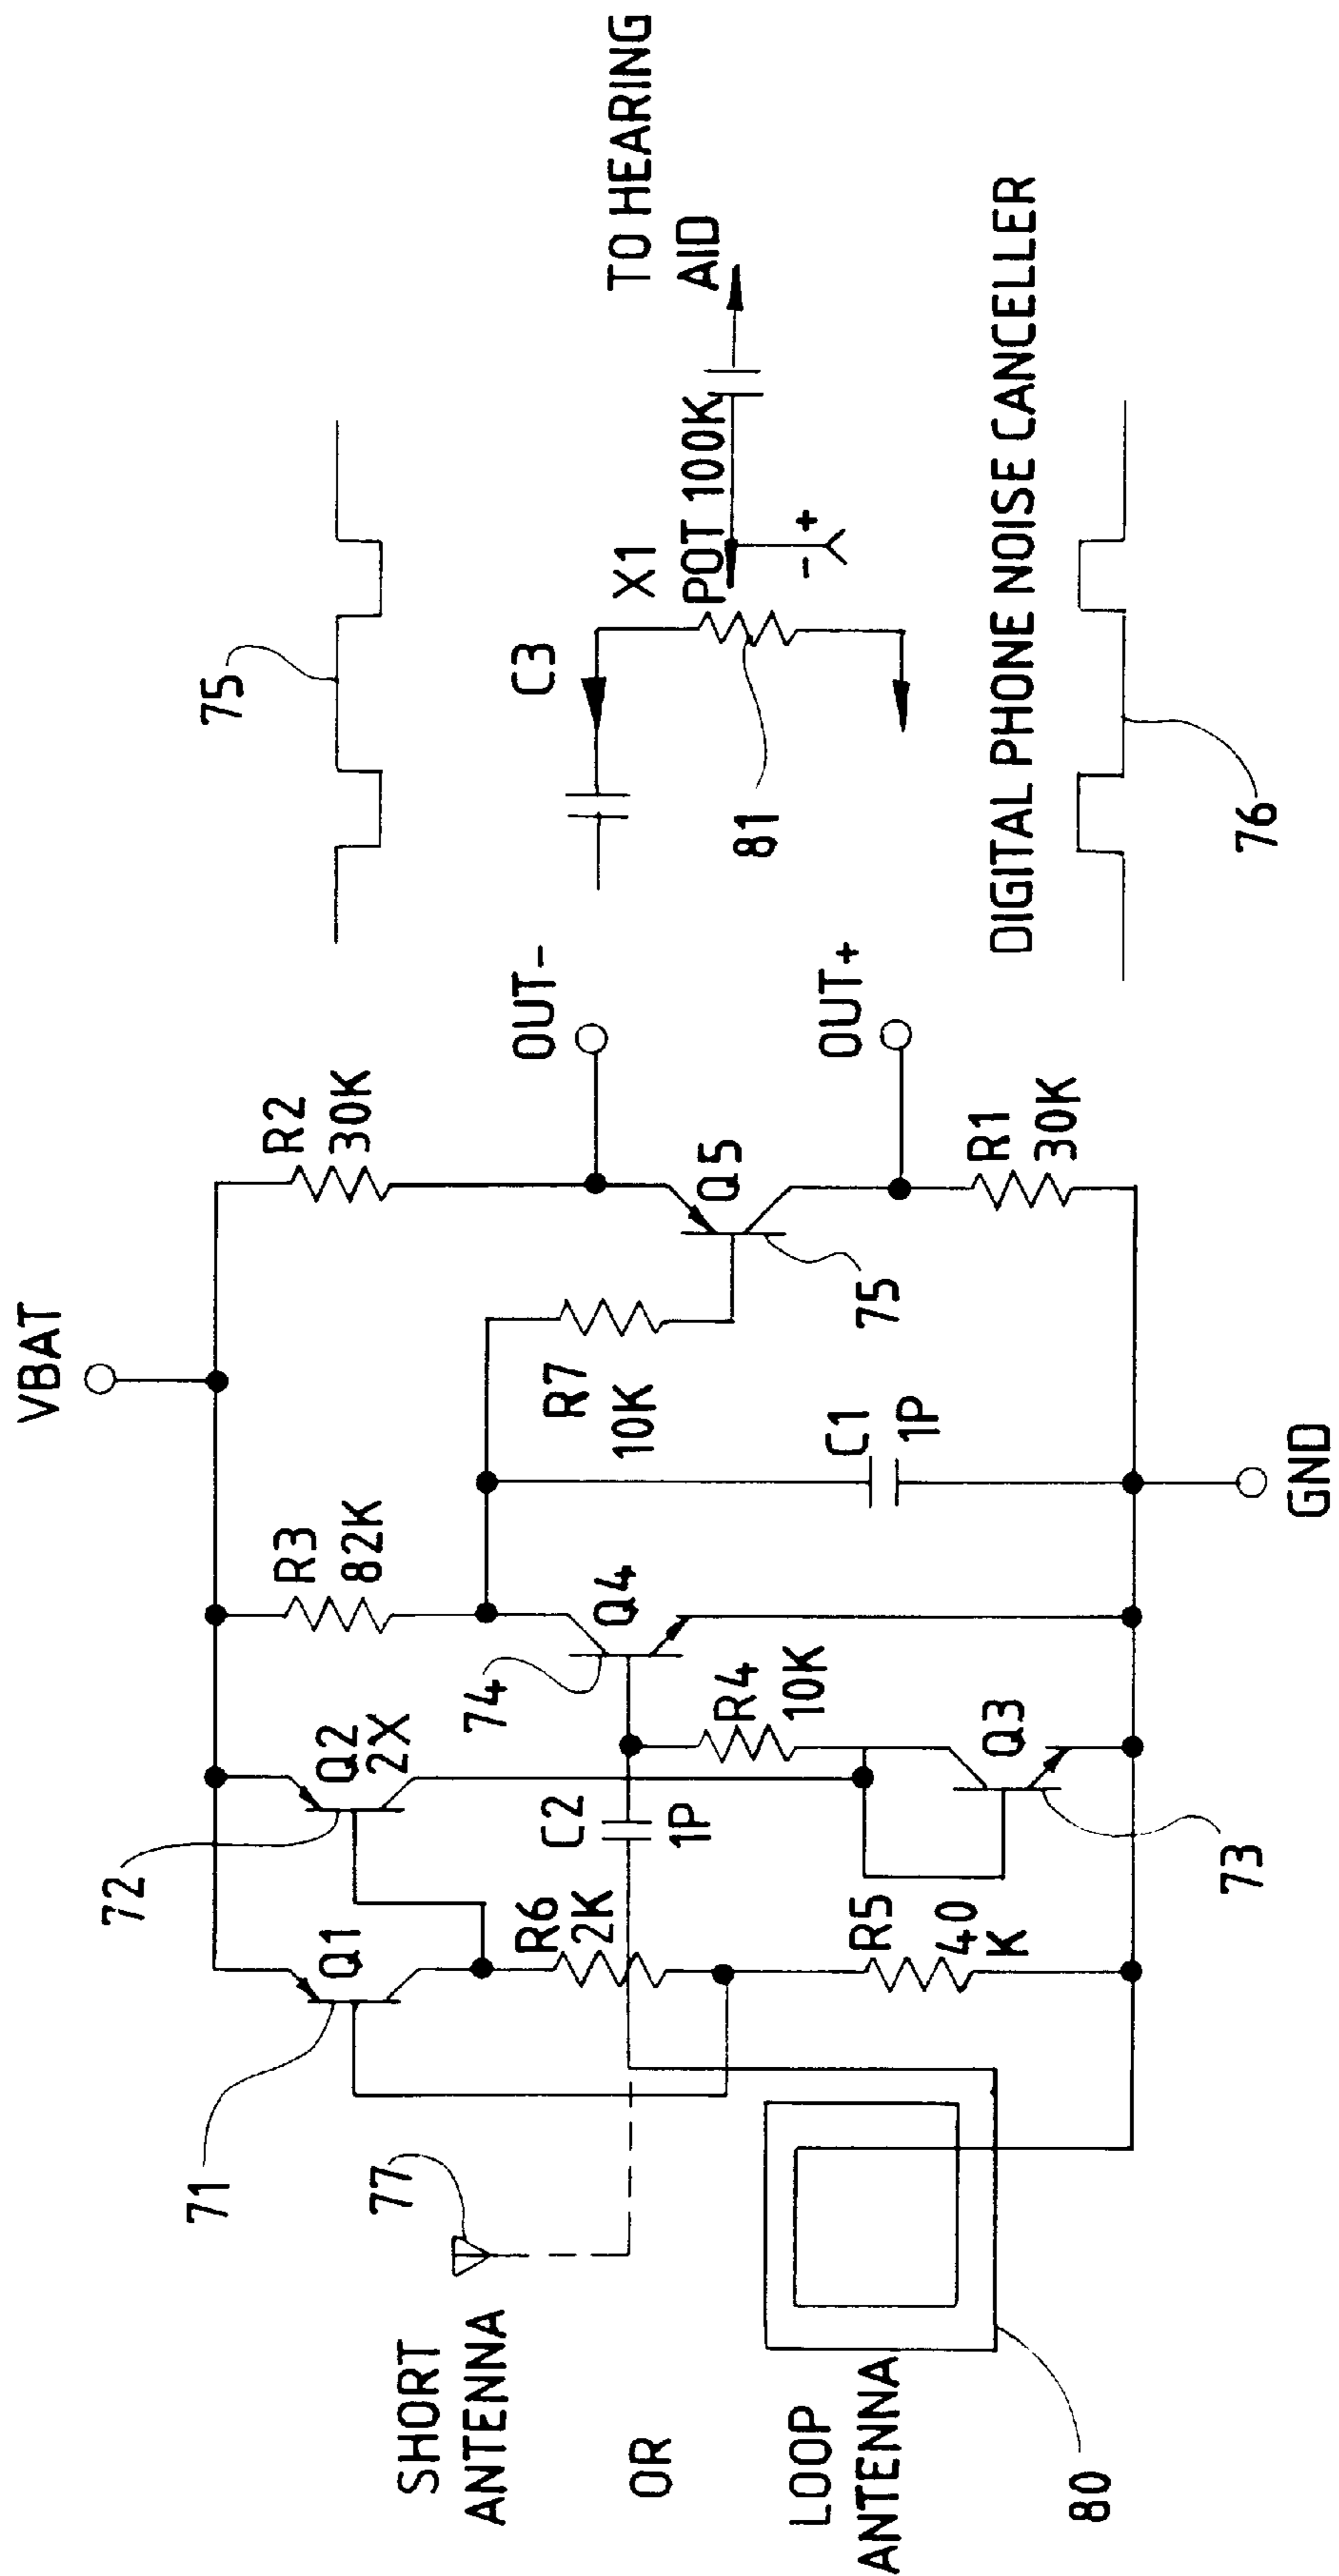 VBAT
R2
30K
75
R3
82K
Q2
2X
72
Q1
71
OUT-
C3
X1
POT 100K
- +
TO HEARING
AID
Q5
R7
10K
75
Q4
74
C2
1P
R6
2K
77
SHORT
ANTENNA
OR
LOOP
ANTENNA
80
R4
10K
Q3
73
R5
40
K
C1
1P
OUT+
R1
30K
81
DIGITAL PHONE NOISE CANCELLER
76
GND